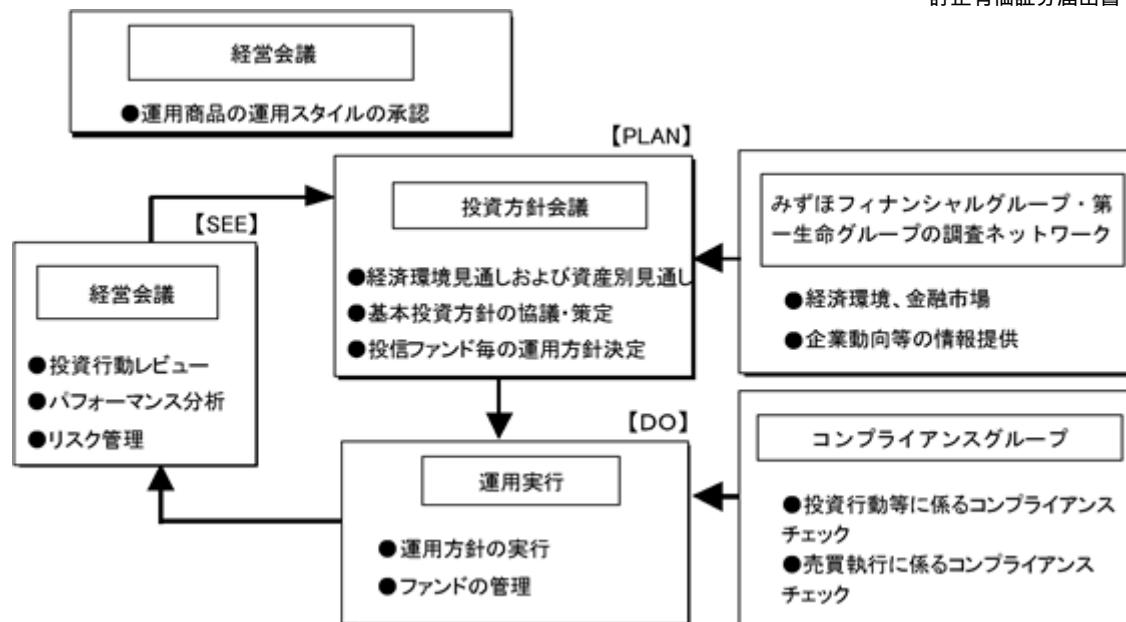 経営会議
●運用商品の運用スタイルの承認
【PLAN】
投資方針会議
●経済環境見通しおよび資産別見通し
●基本投資方針の協議・策定
●投信ファンド毎の運用方針決定
みずほフィナンシャルグループ・第
一生命グループの調査ネットワーク
●経済環境、金融市場
●企業動向等の情報提供
【SEE】
経営会議
●投資行動レビュー
●パフォーマンス分析
●リスク管理
【DO】
運用実行
●運用方針の実行
●ファンドの管理
コンプライアンスグループ
●投資行動等に係るコンプライアンス
チェック
●売買執行に係るコンプライアンス
チェック